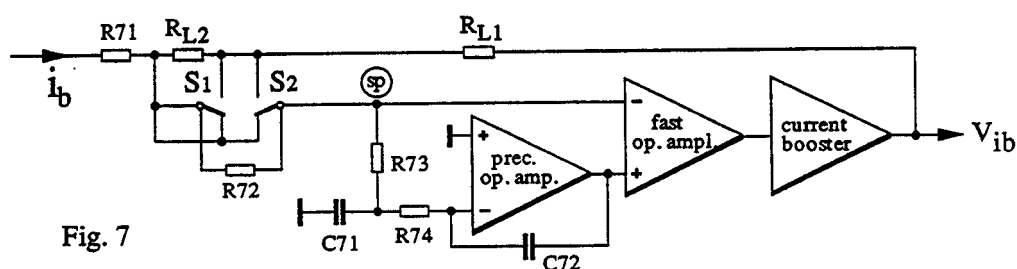 R71
RL2
RL1
ib
S1
S2
sp
R72
R73
+
prec.
op. amp.
-
-
fast
op. ampl.
+
current
booster
Vib
C71
R74
C72
Fig. 7